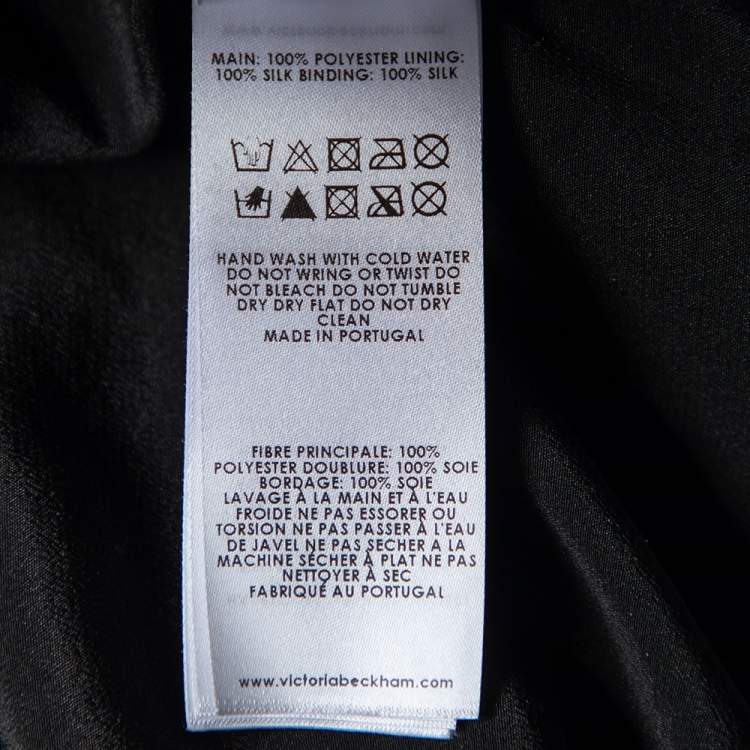 www.victoriabeckham.com
MAIN: 100% POLYESTER LINING:
100% SILK BINDING: 100% SILK
HAND WASH WITH COLD WATER
DO NOT WRING OR TWIST DO
NOT BLEACH DO NOT TUMBLE
DRY DRY FLAT DO NOT DRY
CLEAN
MADE IN PORTUGAL
FIBRE PRINCIPALE: 100%
POLYESTER DOUBLURE: 100% SOIE
BORDAGE: 100% SOIE
LAVAGE À LA MAIN ET À L'EAU
FROIDE NE PAS ESSORER OU
TORSION NE PAS PASSER À L'EAU
DE JAVEL NE PAS SECHER A LA
MACHINE SÉCHER À PLAT NE PAS
NETTOYER À SEC
FABRIQUÉ AU PORTUGAL
www.victoriabeckham.com